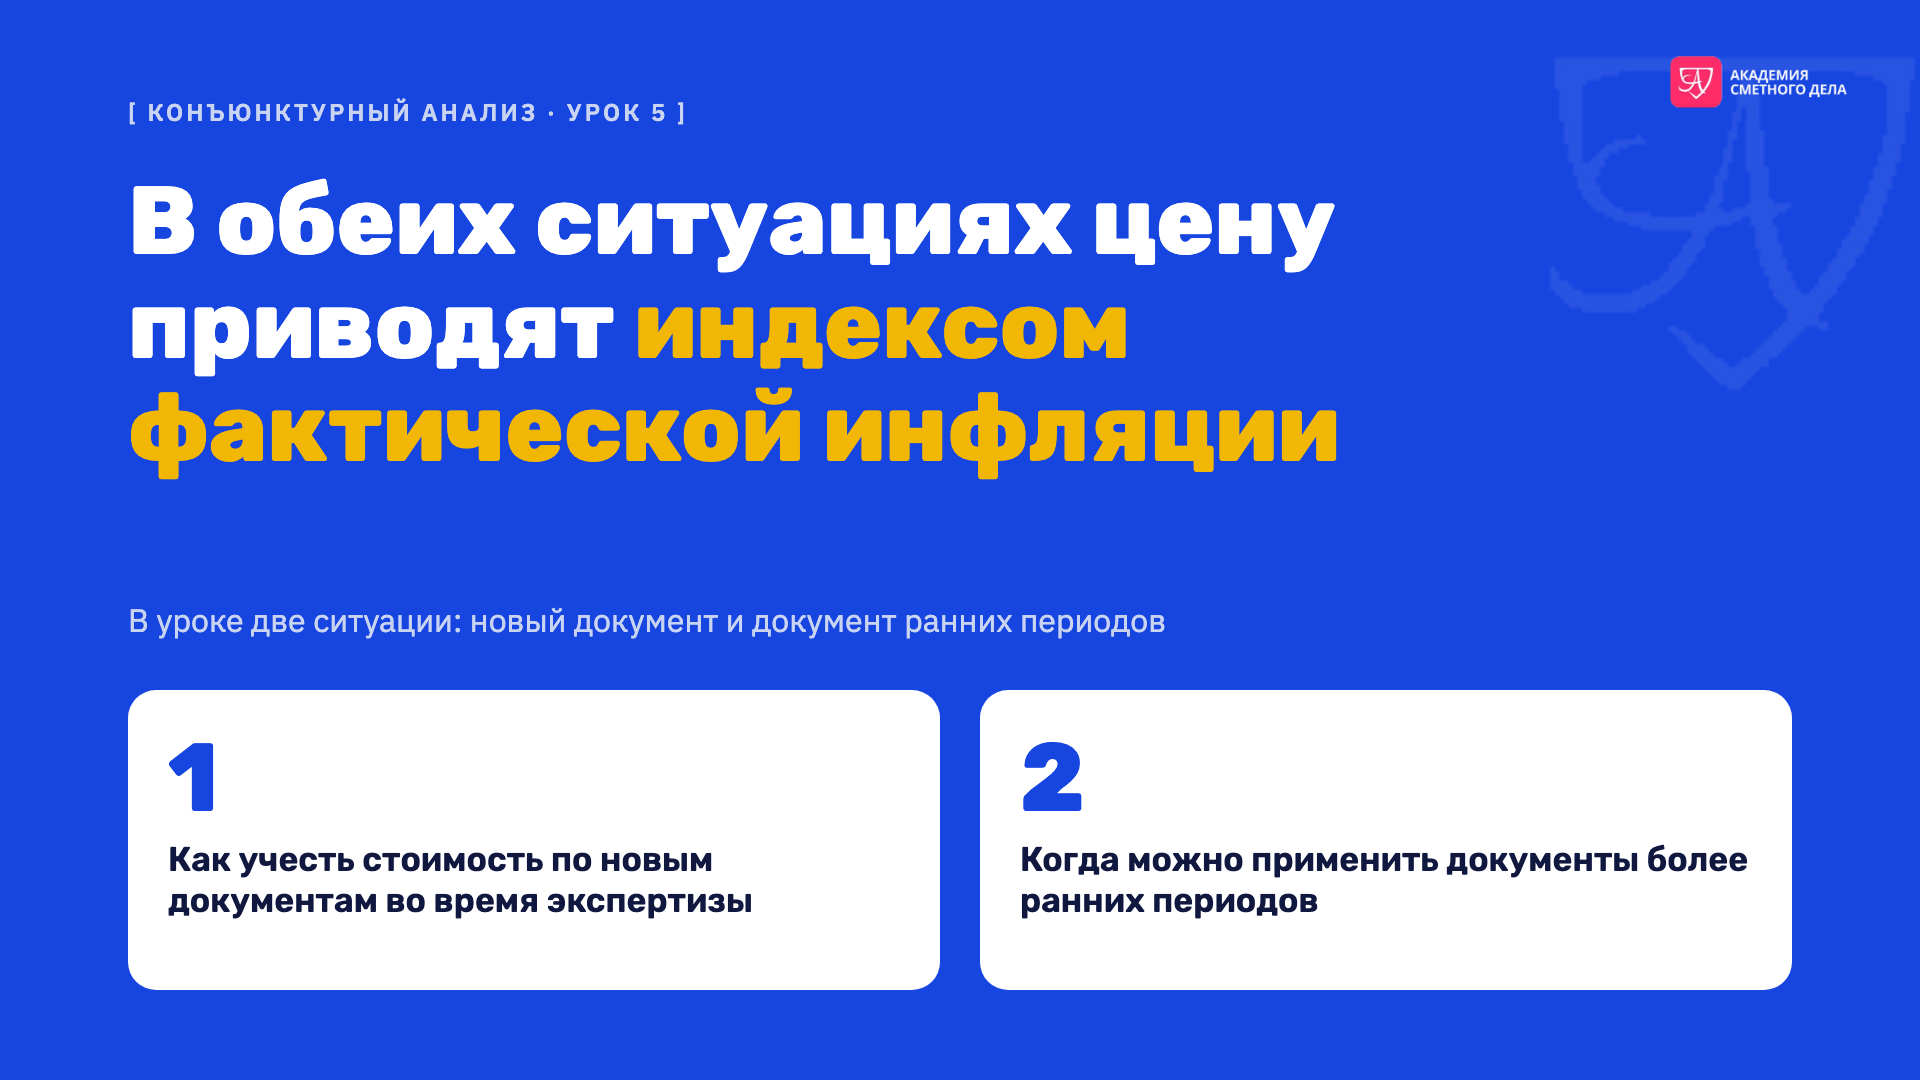 [ КОНЪЮНКТУРНЫЙ АНАЛИЗ · УРОК 5 ]
АКАДЕМИЯ
СМЕТНОГО ДЕЛА
В обеих ситуациях цену
приводят индексом
фактической инфляции
В уроке две ситуации: новый документ и документ ранних периодов
1
Как учесть стоимость по новым
документам во время экспертизы
2
Когда можно применить документы более
ранних периодов